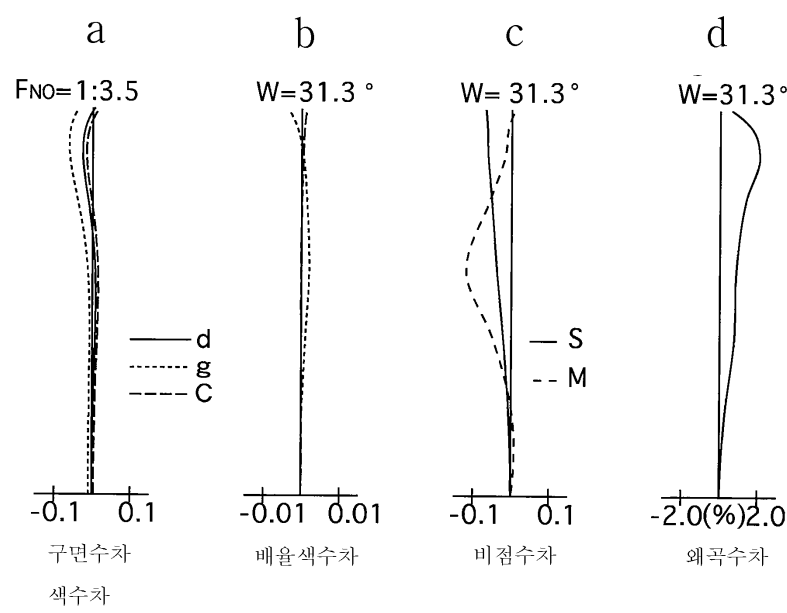 a b c d
FNO=1:3.5 W=31.3 ° W= 31.3° W=31.3°
d
g
C
S
M
-0.1 0.1 -0.01 0.01 -0.1 0.1 -2.0(%)2.0
구면수차 배율색수차 비점수차 왜곡수차
색수차